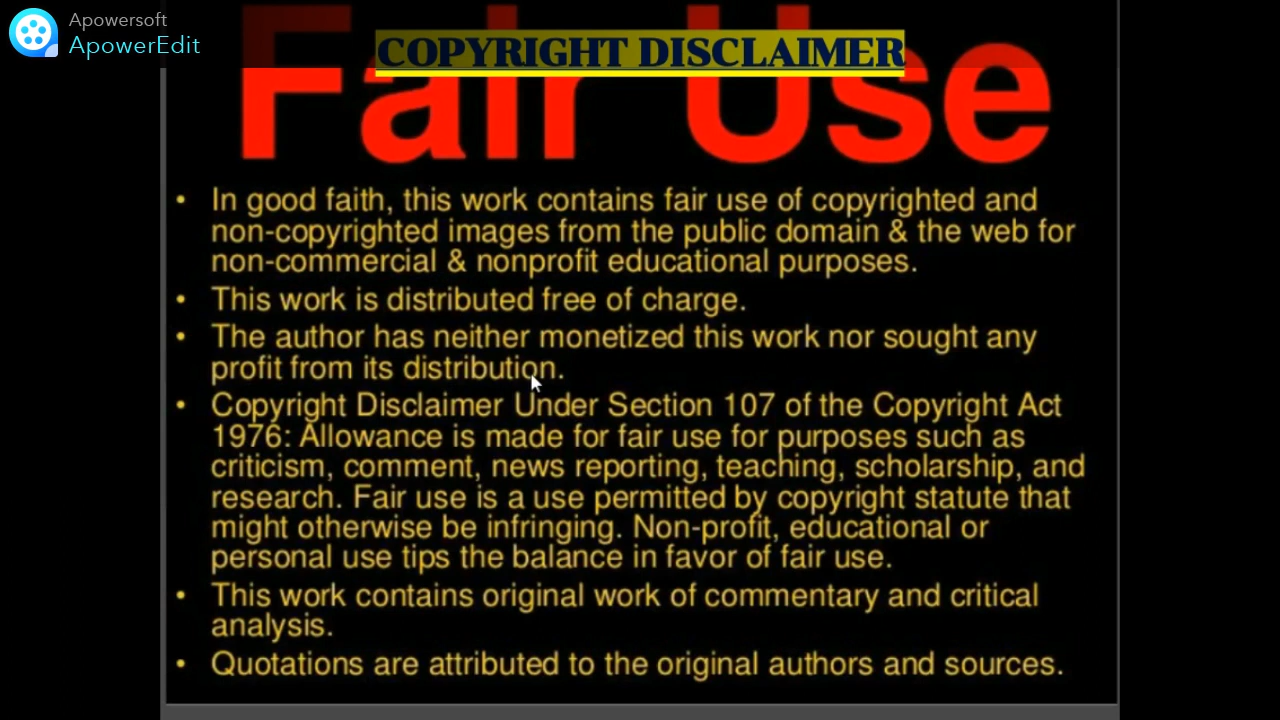 Apowersoft
ApowerEdit
COPYRIGHT DISCLAIMER
Fair Use
• In good faith, this work contains fair use of copyrighted and
non-copyrighted images from the public domain & the web for
non-commercial & nonprofit educational purposes.
• This work is distributed free of charge.
• The author has neither monetized this work nor sought any
profit from its distribution.
• Copyright Disclaimer Under Section 107 of the Copyright Act
1976: Allowance is made for fair use for purposes such as
criticism, comment, news reporting, teaching, scholarship, and
research. Fair use is a use permitted by copyright statute that
might otherwise be infringing. Non-profit, educational or
personal use tips the balance in favor of fair use.
• This work contains original work of commentary and critical
analysis.
• Quotations are attributed to the original authors and sources.